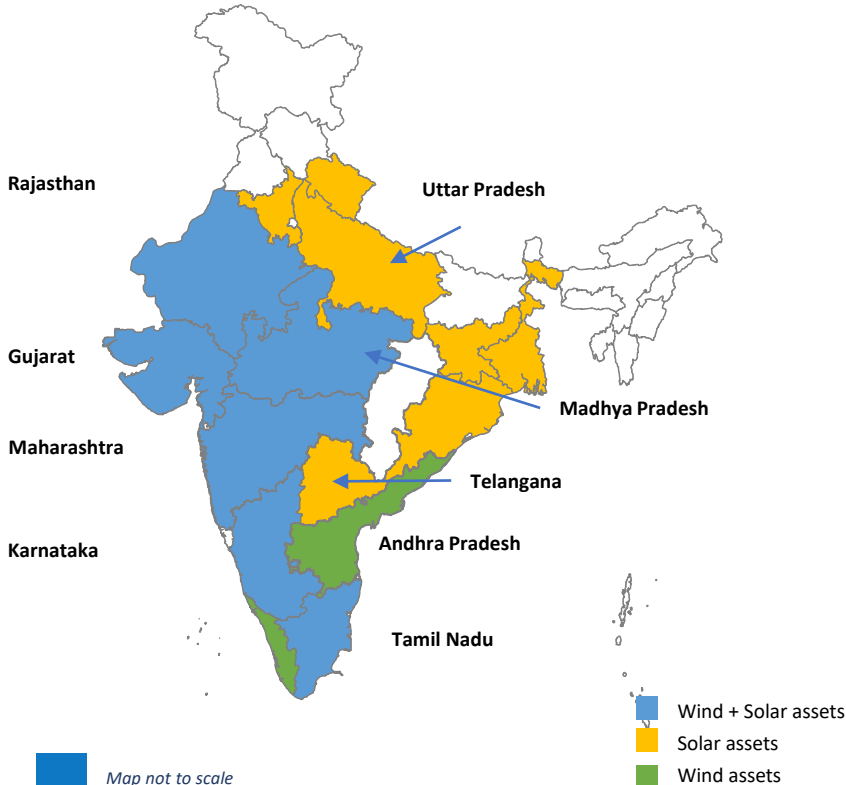 Rajasthan
Uttar Pradesh
Gujarat
Madhya Pradesh
Maharashtra
Telangana
Karnataka
Andhra Pradesh
Tamil Nadu
Wind + Solar assets
Solar assets
Wind assets
Map not to scale